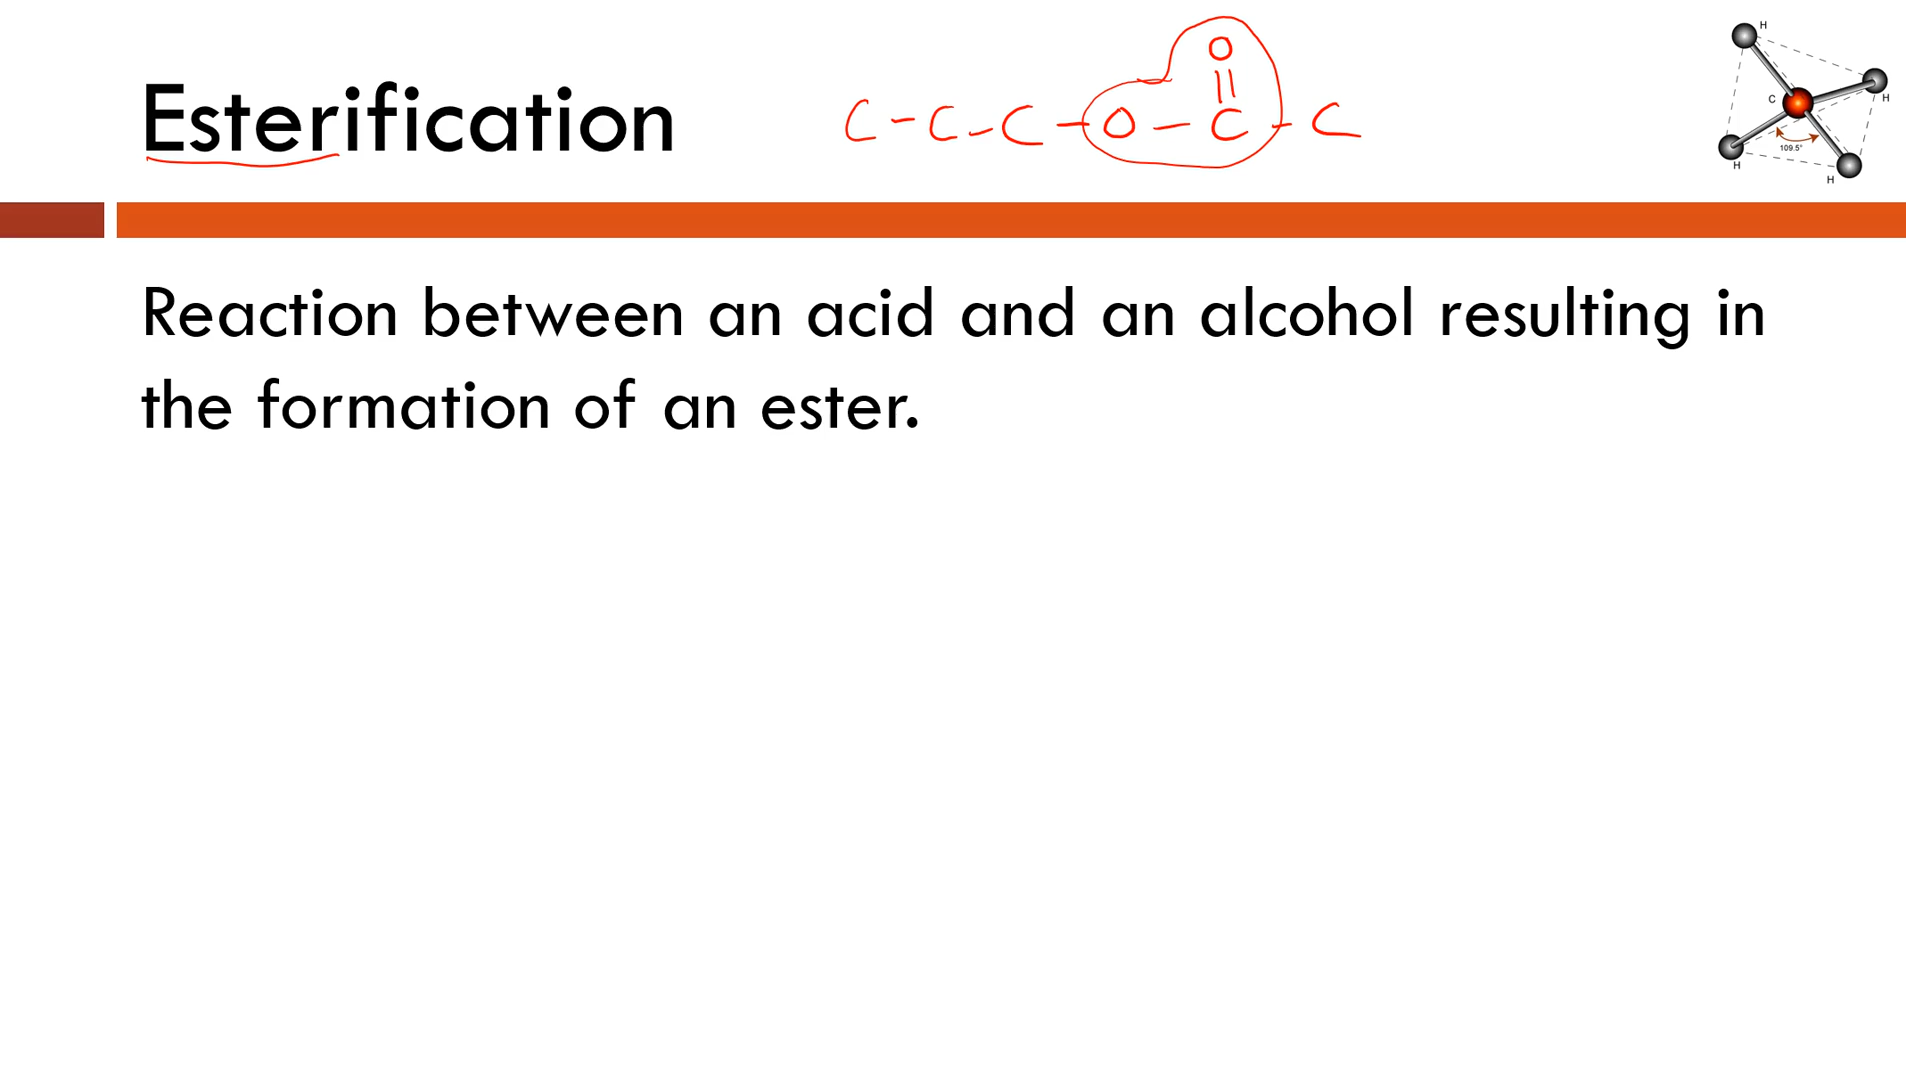 Esterification
O
||
C - C - C - O - C - C
H
H
C
109.5°
H
H
Reaction between an acid and an alcohol resulting in
the formation of an ester.